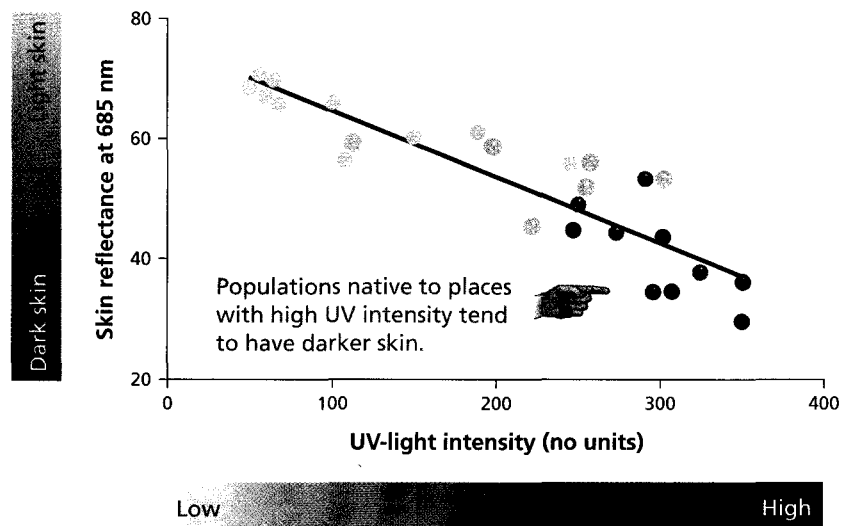 80
60
40
20
0
100
200
300
400
Skin reflectance at 685 nm
Light skin
Dark skin
Populations native to places
with high UV intensity tend
to have darker skin.
UV-light intensity (no units)
Low
High